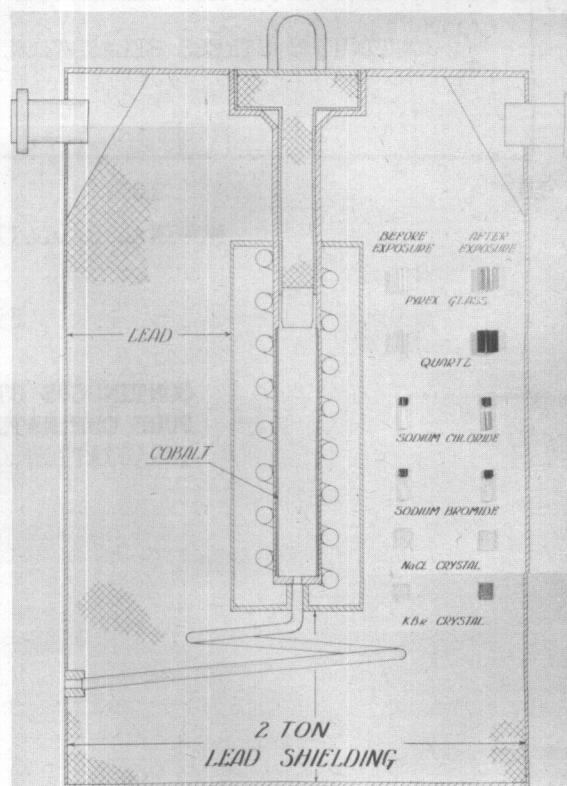 BEFORE EXPOSURE
AFTER EXPOSURE
PYREX GLASS
LEAD
QUARTZ
SODIUM CHLORIDE
COBALT
SODIUM BROMIDE
NaCL CRYSTAL
KBR CRYSTAL
2 TON
LEAD SHIELDING